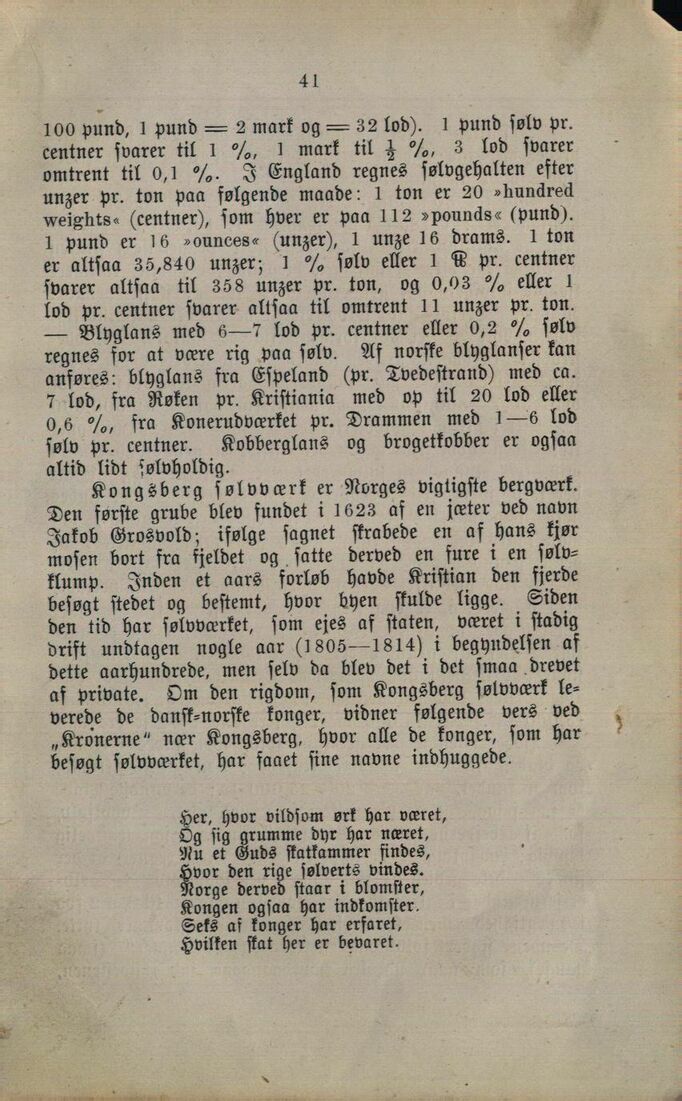 41
100 pund, 1 pund = 2 mark og = 32 lod). 1 pund sølv pr.
centner svarer til 1 %, 1 mark til ½ %, 3 lod svarer
omtrent til 0,1 %. I England regnes sølvgehalten efter
unzer pr. ton paa følgende maade: 1 ton er 20 »hundred
weights« (centner), som hver er paa 112 »pounds« (pund).
1 pund er 16 »ounces« (unzer), 1 unze 16 drams. 1 ton
er altsaa 35,840 unzer; 1 % sølv eller 1 ℔ pr. centner
svarer altsaa til 358 unzer pr. ton, og 0,03 % eller 1
lod pr. centner svarer altsaa til omtrent 11 unzer pr. ton.
— Blyglans med 6—7 lod pr. centner eller 0,2 % sølv
regnes for at være rig paa sølv. Af norske blyglanser kan
anføres: blyglans fra Espeland (pr. Tvedestrand) med ca.
7 lod, fra Røken pr. Kristiania med op til 20 lod eller
0,6 %, fra Konerudværket pr. Drammen med 1—6 lod
sølv pr. centner. Kobberglans og brogetkobber er ogsaa
altid lidt sølvholdig.
Kongsberg sølvværk er Norges vigtigste bergværk.
Den første grube blev fundet i 1623 af en jæter ved navn
Jakob Grosvold; ifølge sagnet skrabede en af hans kjør
mosen bort fra fjeldet og satte derved en fure i en sølv-
klump. Inden et aars forløb havde Kristian den fjerde
besøgt stedet og bestemt, hvor byen skulde ligge. Siden
den tid har sølvværket, som ejes af staten, været i stadig
drift undtagen nogle aar (1805—1814) i begyndelsen af
dette aarhundrede, men selv da blev det i det smaa drevet
af private. Om den rigdom, som Kongsberg sølvværk le-
verede de dansk-norske konger, vidner følgende vers ved
„Kronerne“ nær Kongsberg, hvor alle de konger, som har
besøgt sølvværket, har faaet sine navne indhuggede.
Her, hvor vildsom ørk har været,
Og sig grumme dyr har næret,
Nu et Guds skatkammer findes,
Hvor den rige sølverts vindes.
Norge derved staar i blomster,
Kongen ogsaa har indkomster.
Seks af konger har erfaret,
Hvilken skat her er bevaret.